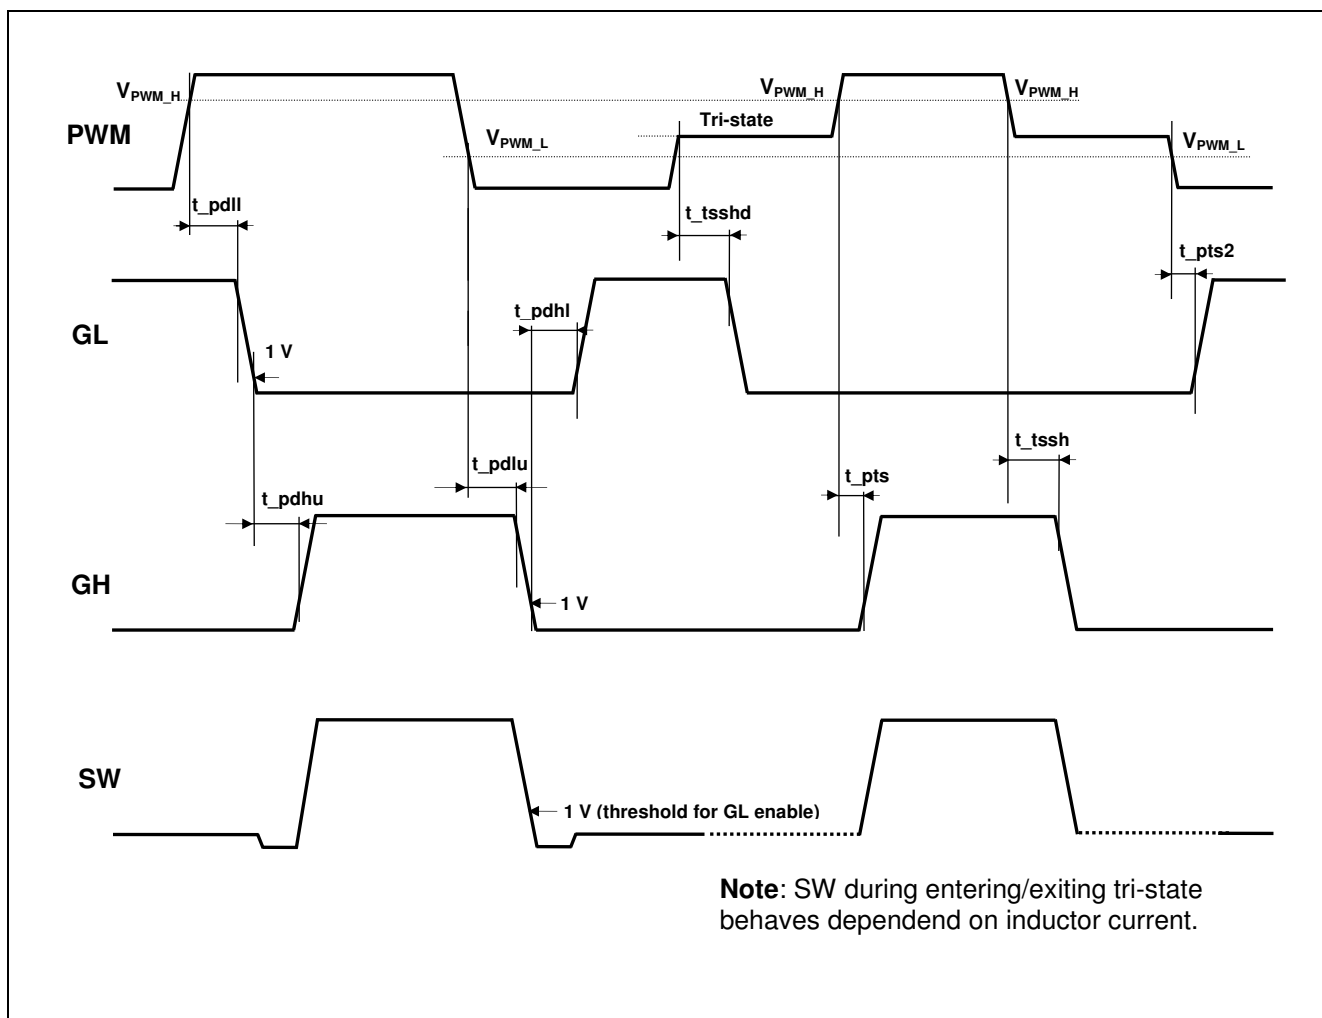 V_PWM_H
V_PWM_H
V_PWM_H
PWM
Tri-state
V_PWM_L
V_PWM_L
t_pdll
t_tsshd
t_pts2
t_pdhl
GL
1 V
t_tssh
t_pdlu
t_pts
t_pdhu
GH
1 V
SW
1 V (threshold for GL enable)
Note: SW during entering/exiting tri-state
behaves dependend on inductor current.